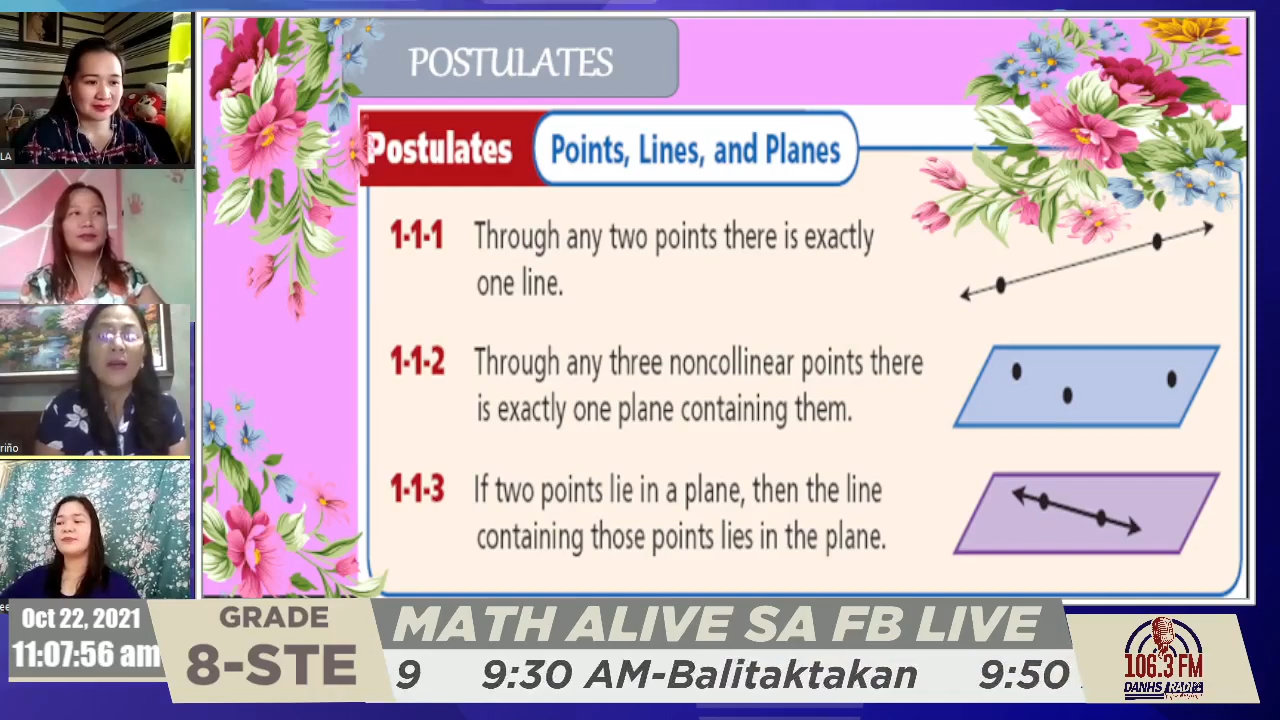 POSTULATES
Postulates
Points, Lines, and Planes
1-1-1 Through any two points there is exactly
one line.
1-1-2 Through any three noncollinear points there
is exactly one plane containing them.
1-1-3 If two points lie in a plane, then the line
containing those points lies in the plane.
LA
riño
Oct 22, 2021
11:07:56 am
GRADE
8-STE
MATH ALIVE SA FB LIVE
9 9:30 AM-Balitaktakan 9:50
106.3 FM
DANHS RADIO